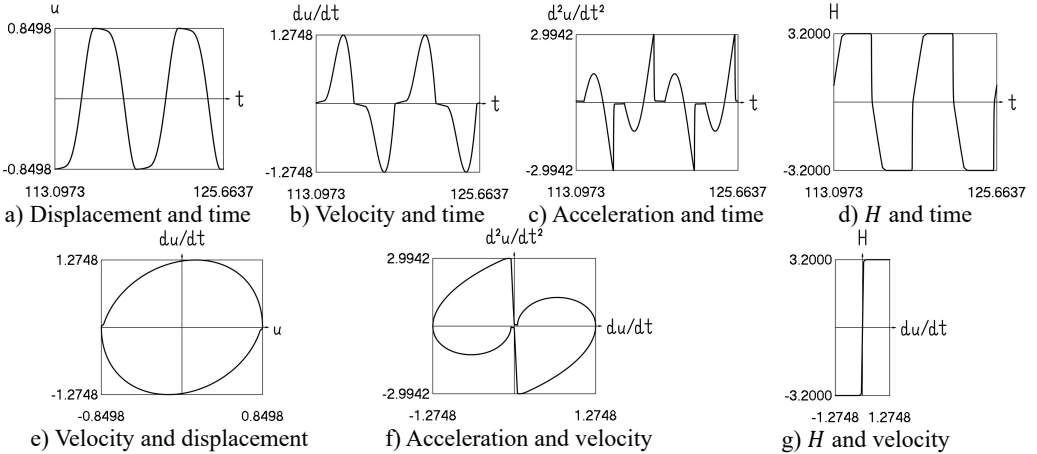 u
0.8498
t
-0.8498
113.0973 125.6637
a) Displacement and time
du/dt
1.2748
t
-1.2748
113.0973 125.6637
b) Velocity and time
d²u/dt²
2.9942
t
-2.9942
113.0973 125.6637
c) Acceleration and time
H
3.2000
t
-3.2000
113.0973 125.6637
d) H and time
du/dt
1.2748
u
-1.2748
-0.8498 0.8498
e) Velocity and displacement
d²u/dt²
2.9942
du/dt
-2.9942
-1.2748 1.2748
f) Acceleration and velocity
H
3.2000
du/dt
-3.2000
-1.2748 1.2748
g) H and velocity